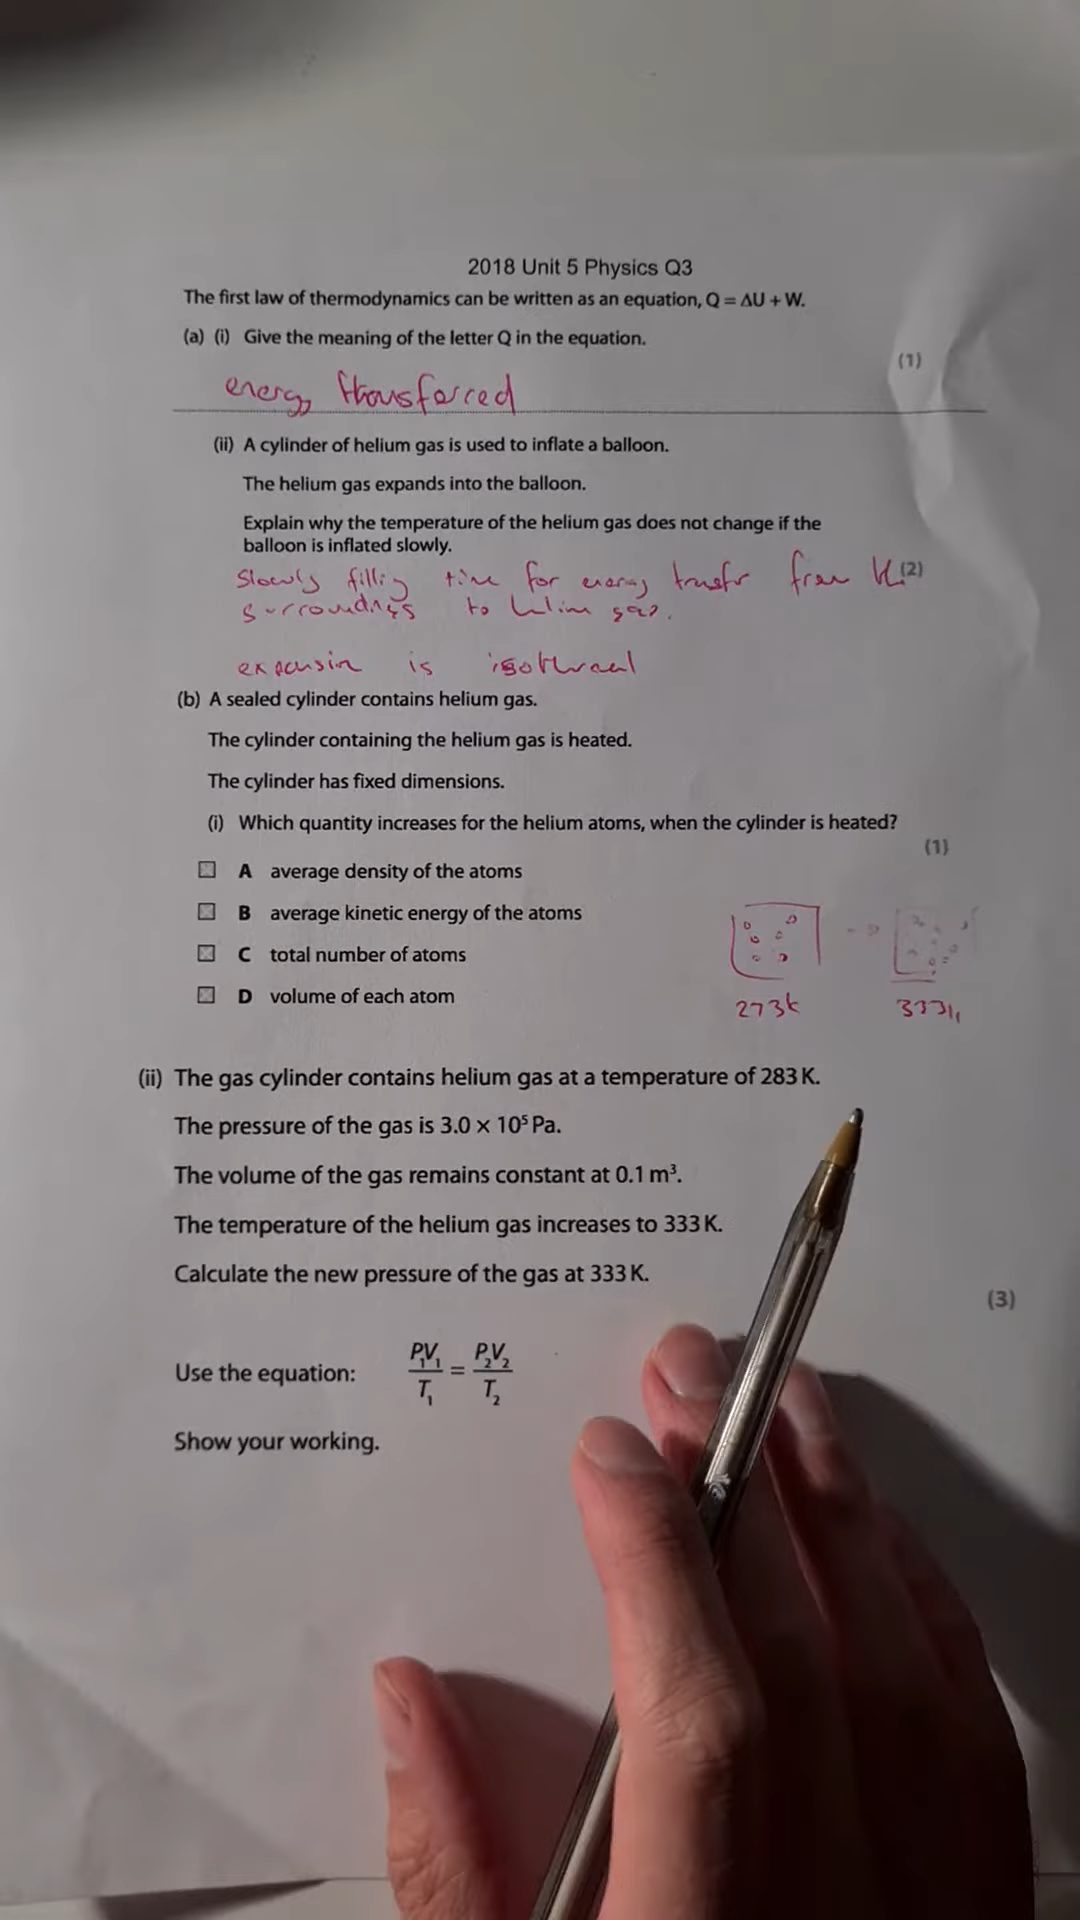 2018 Unit 5 Physics Q3
The first law of thermodynamics can be written as an equation, Q = ΔU + W.
(a) (i) Give the meaning of the letter Q in the equation.
(1)
energy transferred
(ii) A cylinder of helium gas is used to inflate a balloon.
The helium gas expands into the balloon.
Explain why the temperature of the helium gas does not change if the
balloon is inflated slowly.
(2)
slowly filling time for energy transfr from
surroundings to helim gas.
expansin is isothermal
(b) A sealed cylinder contains helium gas.
The cylinder containing the helium gas is heated.
The cylinder has fixed dimensions.
(i) Which quantity increases for the helium atoms, when the cylinder is heated?
(1)
A average density of the atoms
B average kinetic energy of the atoms
C total number of atoms
D volume of each atom
273k 333k
(ii) The gas cylinder contains helium gas at a temperature of 283 K.
The pressure of the gas is 3.0 × 10⁵ Pa.
The volume of the gas remains constant at 0.1 m³.
The temperature of the helium gas increases to 333 K.
Calculate the new pressure of the gas at 333 K.
(3)
Use the equation: P₁V₁/T₁ = P₂V₂/T₂
Show your working.